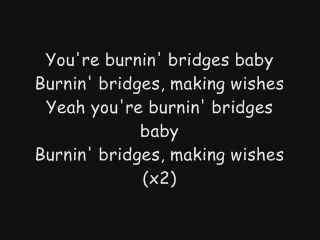 You're burnin' bridges baby
Burnin' bridges, making wishes
Yeah you're burnin' bridges
baby
Burnin' bridges, making wishes
(x2)